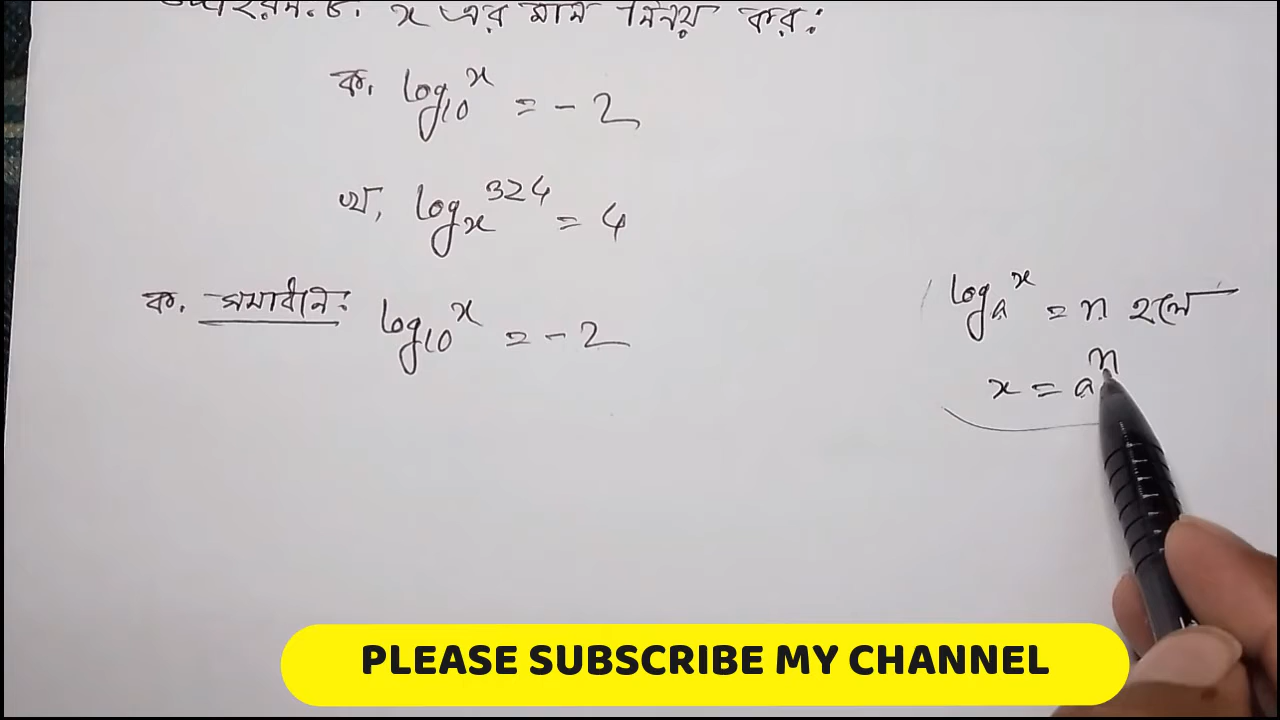 x এর মান নির্ণয় কর:
ক. log₁₀ˣ = -2
খ. logₓ³²⁴ = 4
ক. সমাধান: log₁₀ˣ = -2
logₐˣ = n হলে
x = aⁿ
PLEASE SUBSCRIBE MY CHANNEL